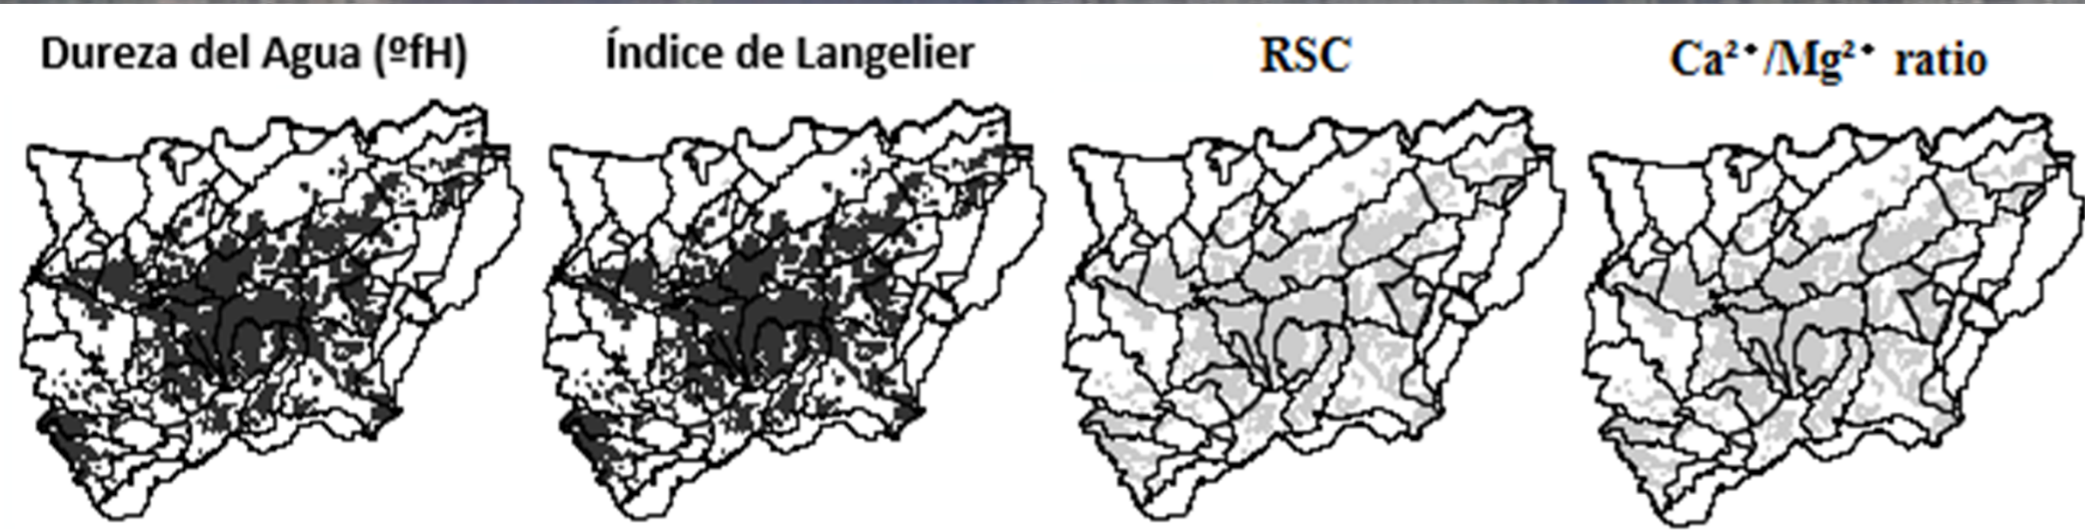 Dureza del Agua (ºfH)
Índice de Langelier
RSC
Ca²⁺/Mg²⁺ ratio